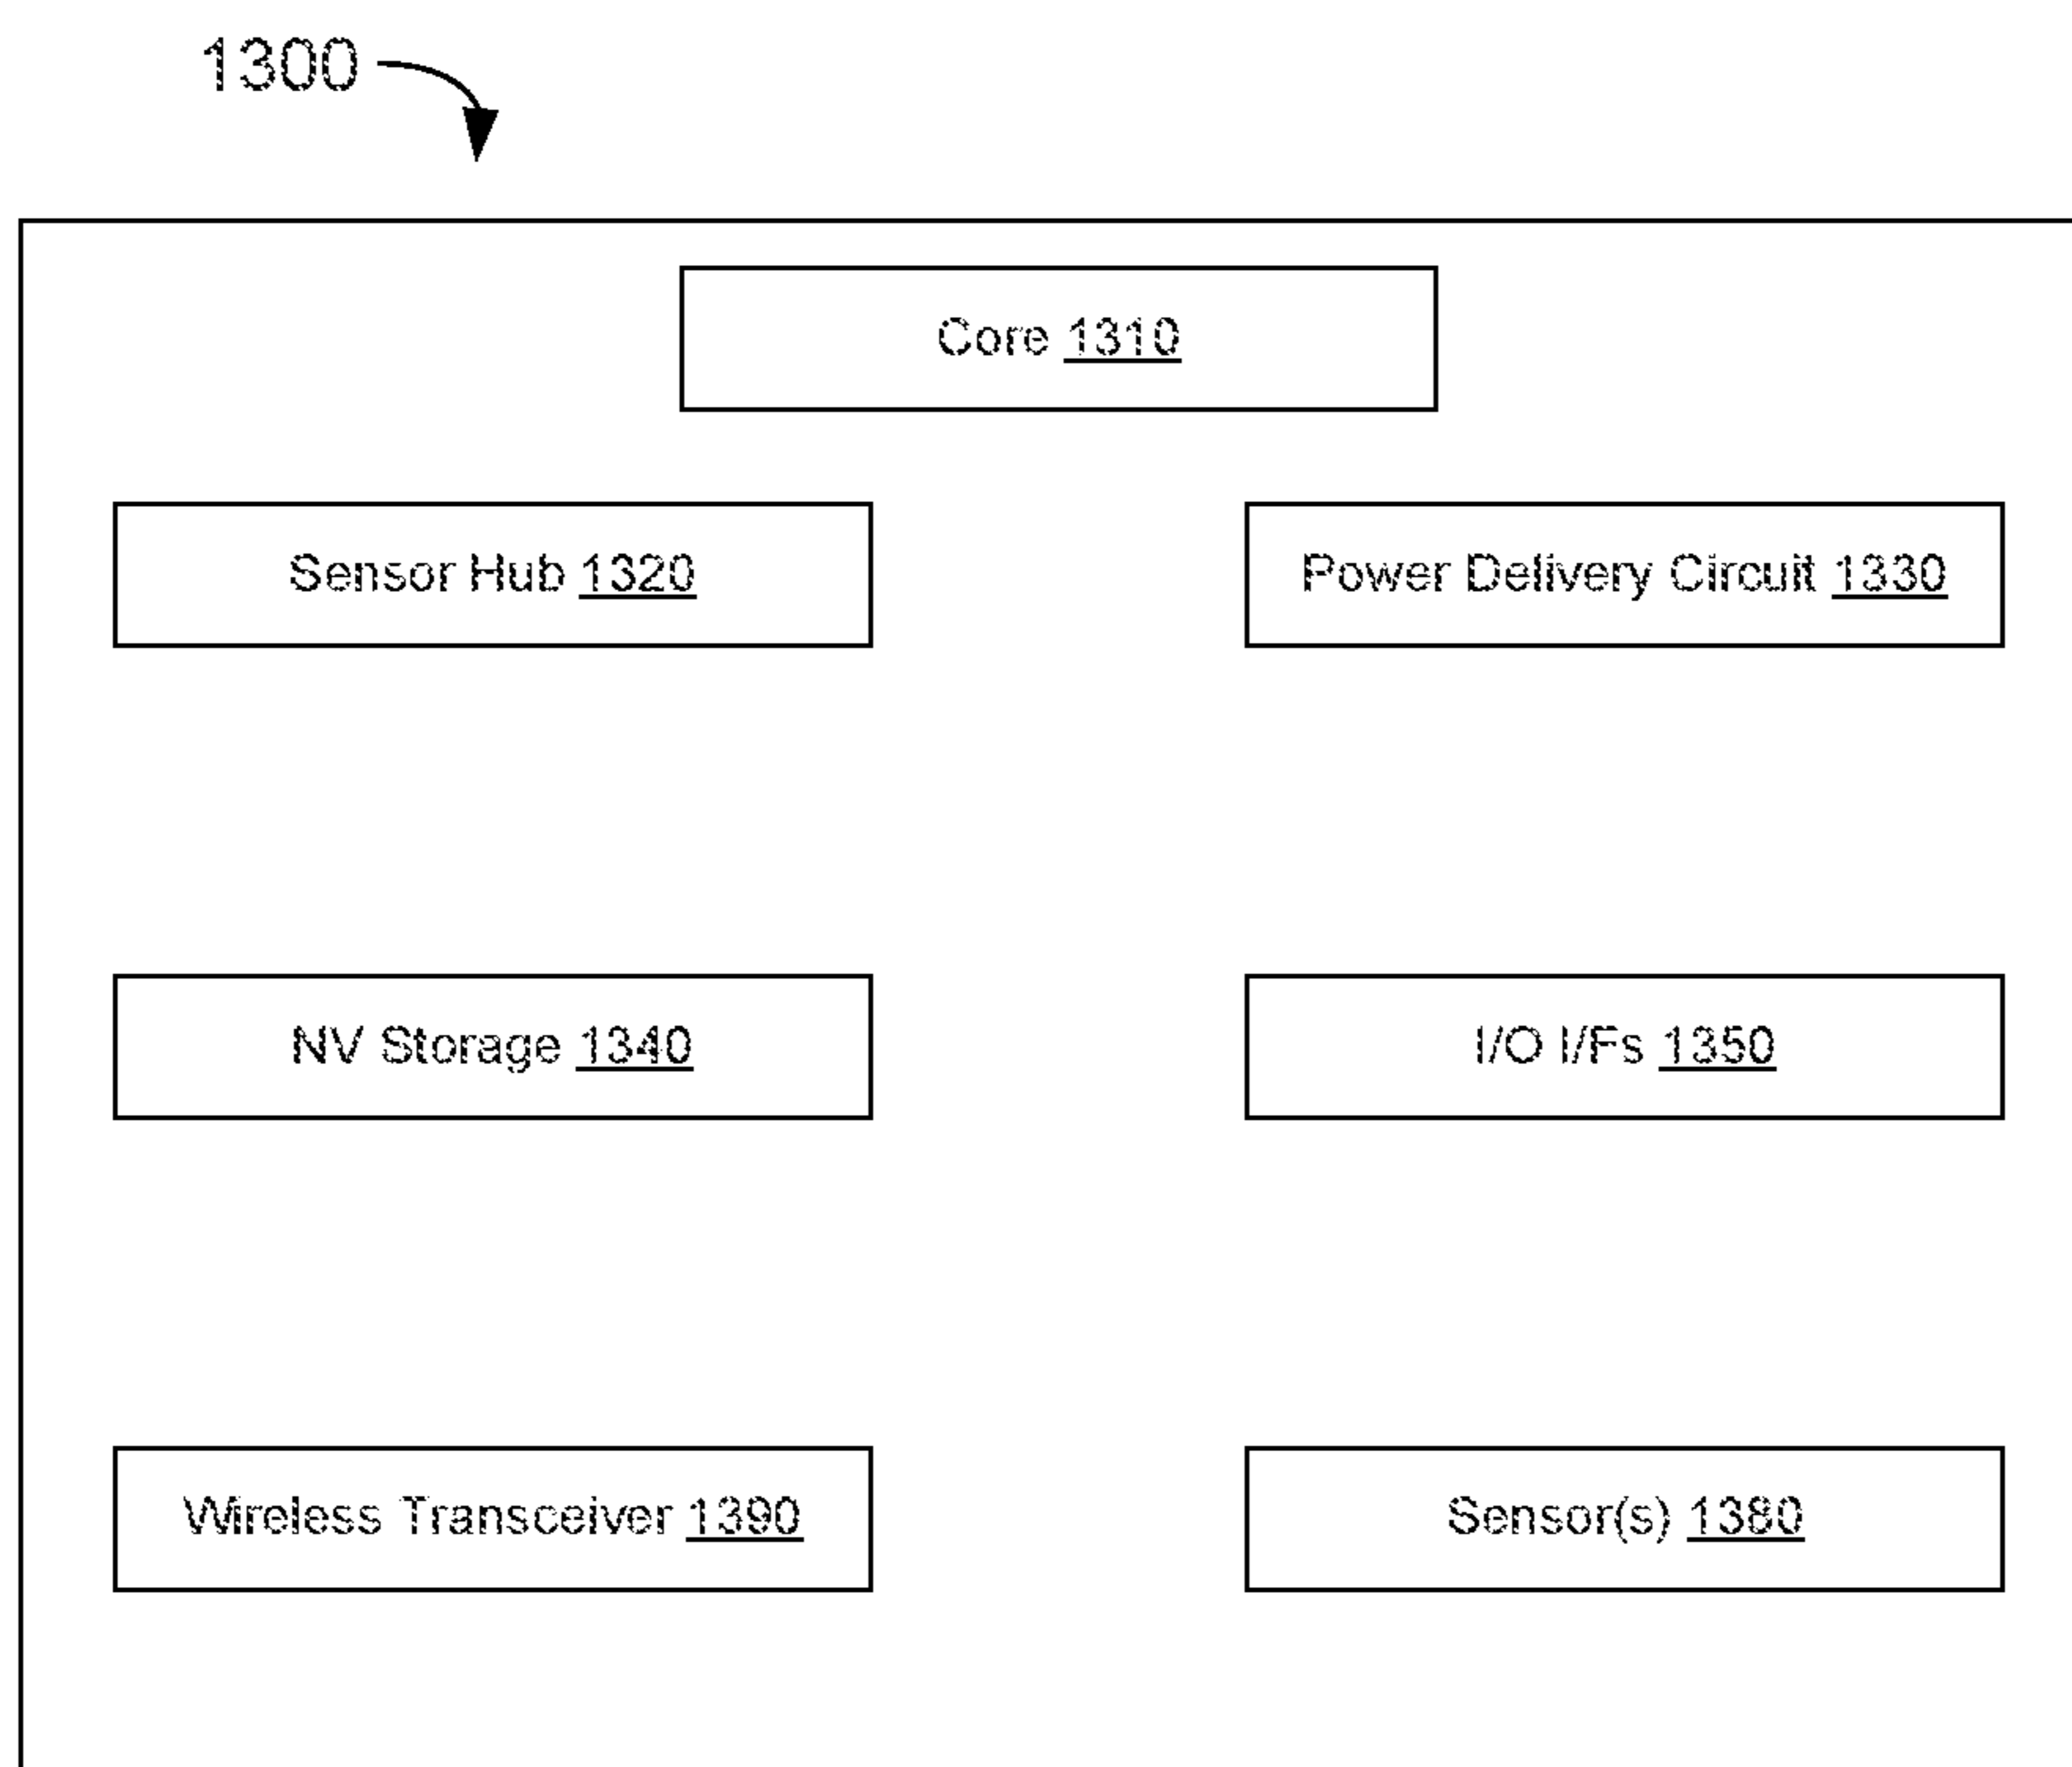 1300
Core 1310
Sensor Hub 1320
Power Delivery Circuit 1330
NV Storage 1340
I/O I/Fs 1350
Wireless Transceiver 1390
Sensor(s) 1380